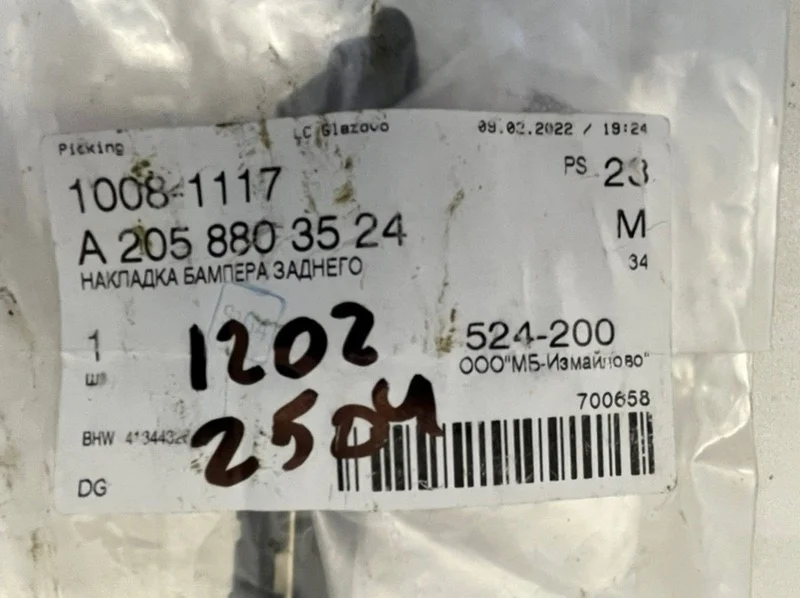 Picking LC Glazovo 09.02.2022 / 19:24
1008-1117 PS 23
A 205 880 35 24 M
НАКЛАДКА БАМПЕРА ЗАДНЕГО 34
1 1202 524-200
шт ООО"МБ-Измайлово"
2504 700658
BHW
DG